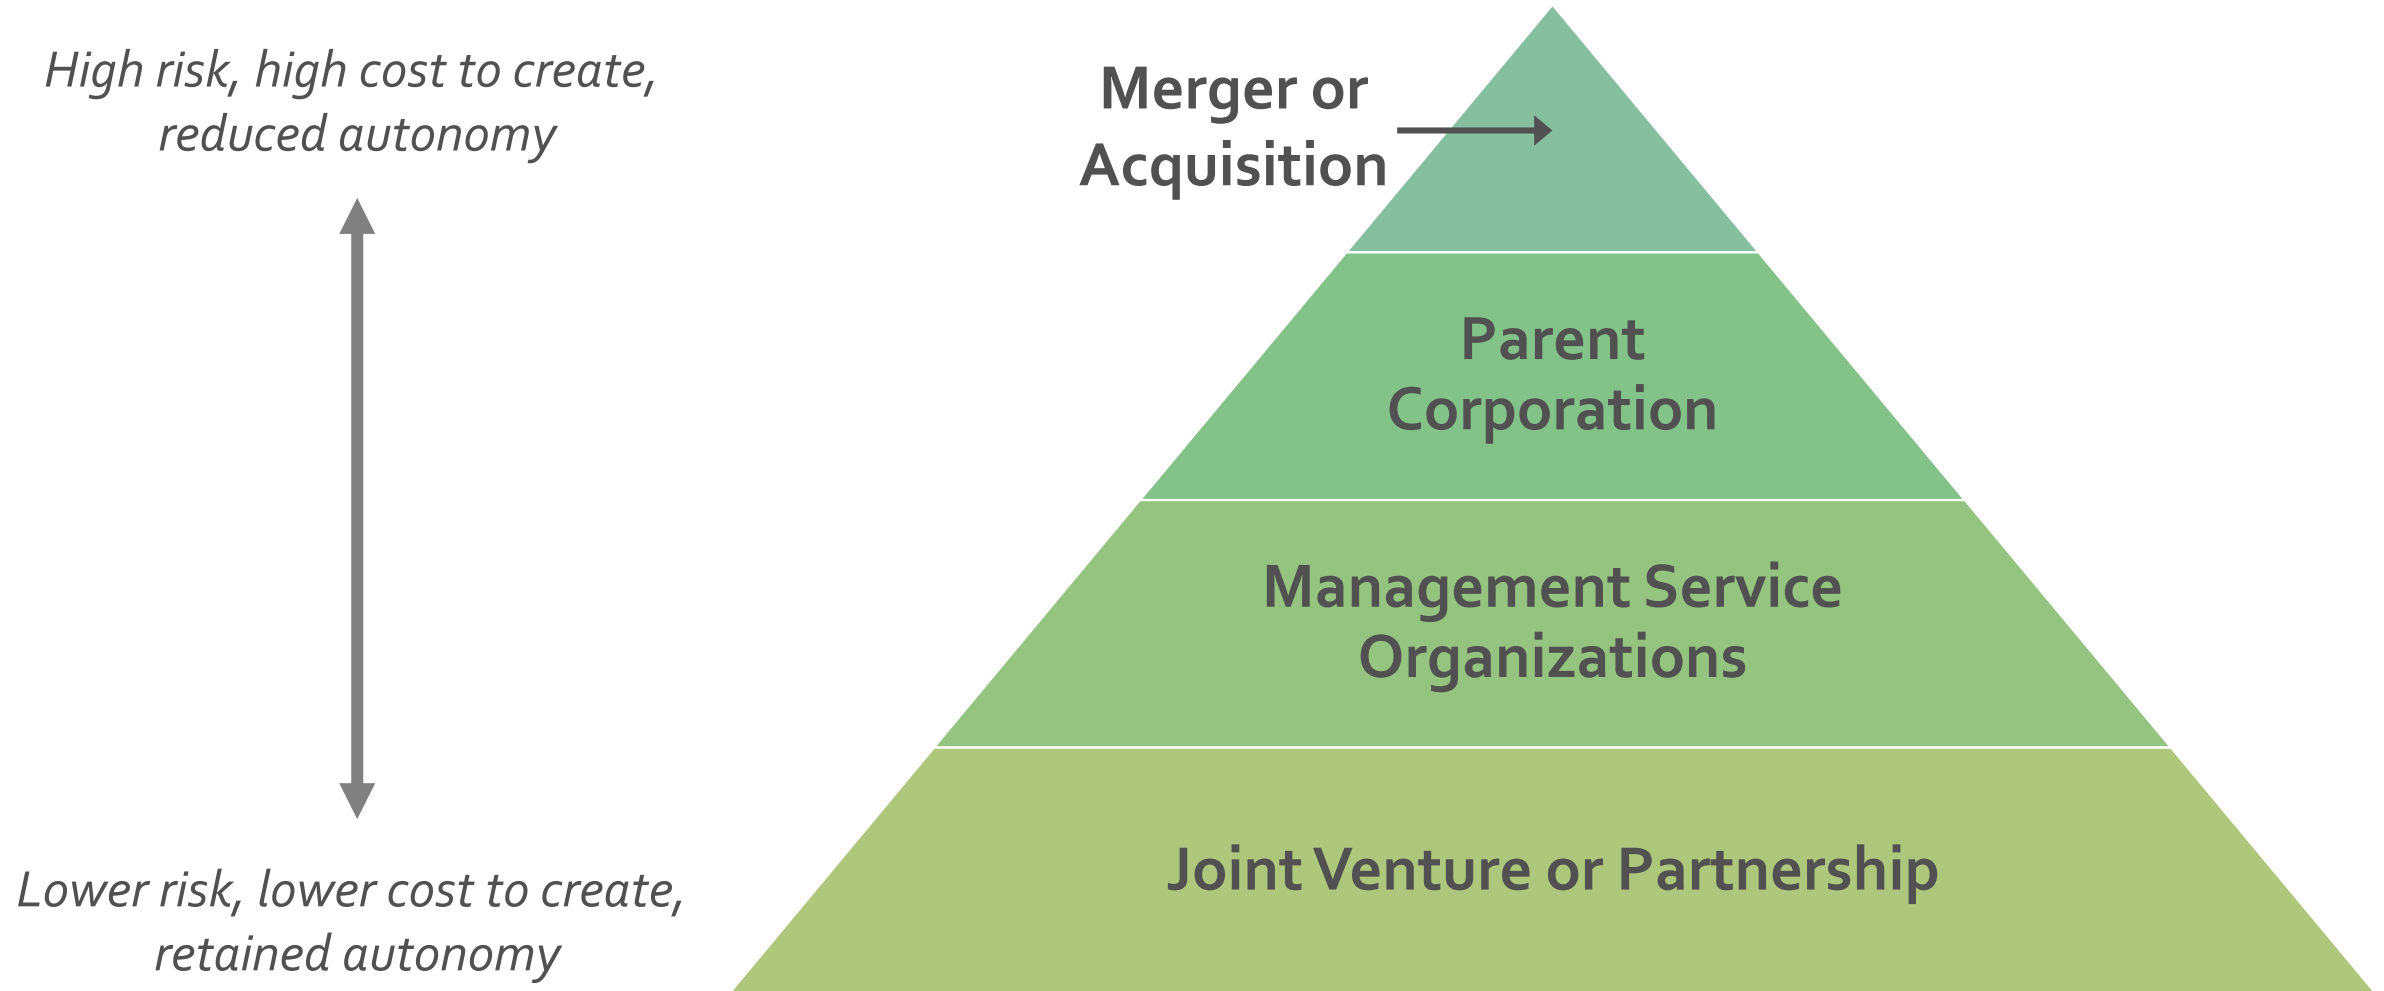 High risk, high cost to create,
reduced autonomy
Merger or
Acquisition
Parent
Corporation
Management Service
Organizations
Joint Venture or Partnership
Lower risk, lower cost to create,
retained autonomy